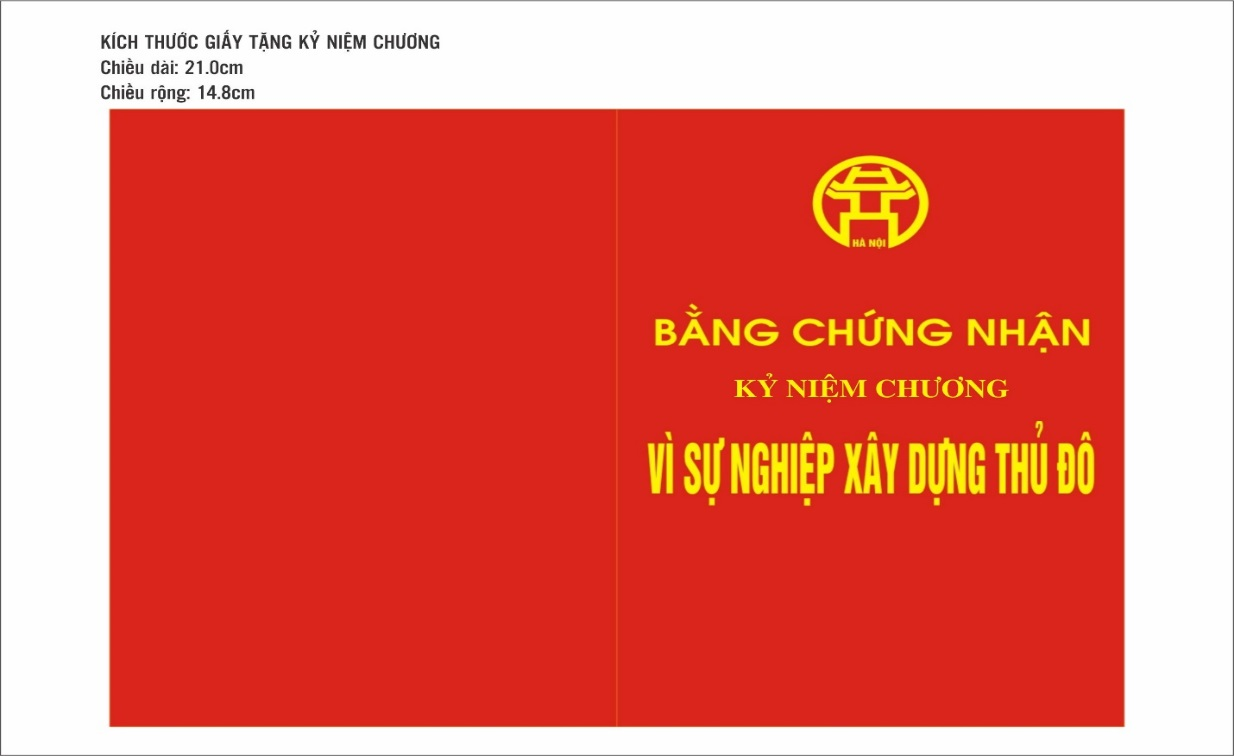 KÍCH THƯỚC GIẤY TẶNG KỶ NIỆM CHƯƠNG
Chiều dài: 21.0cm
Chiều rộng: 14.8cm
HÀ NỘI
BẰNG CHỨNG NHẬN
KỶ NIỆM CHƯƠNG
VÌ SỰ NGHIỆP XÂY DỰNG THỦ ĐÔ